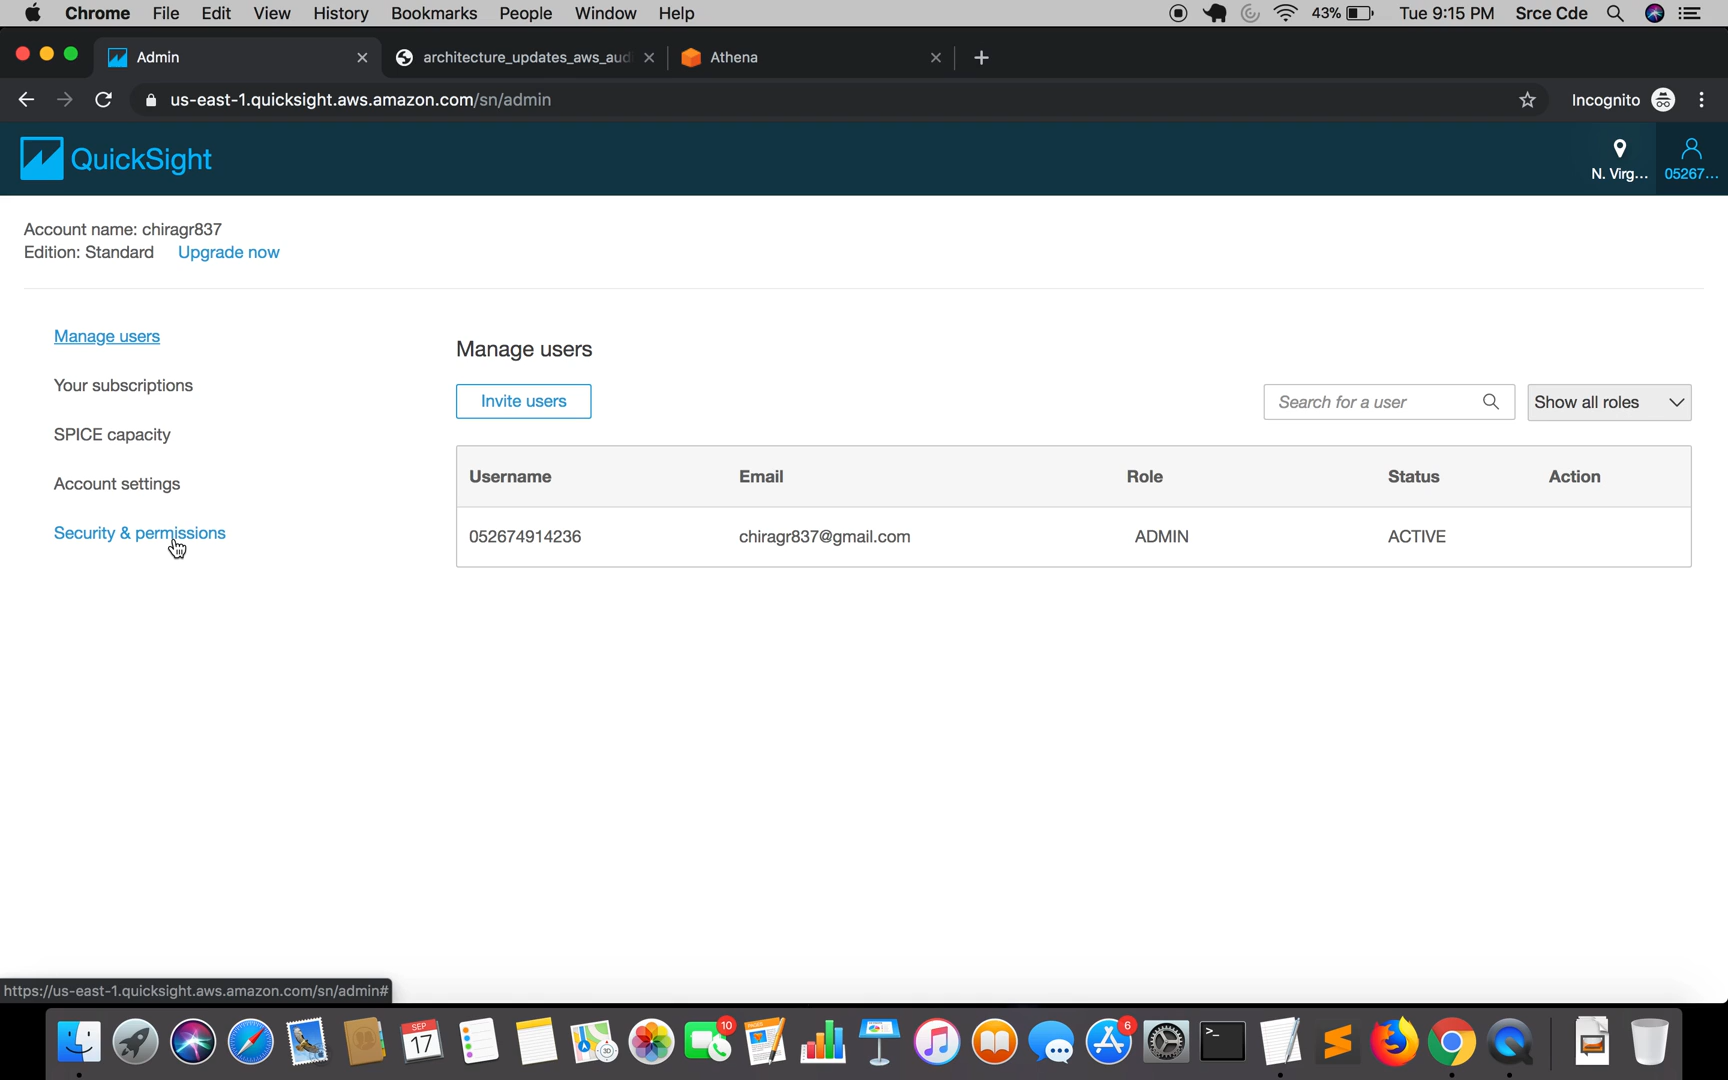 Chrome File Edit View History Bookmarks People Window Help 43% Tue 9:15 PM Srce Cde
Admin architecture_updates_aws_aud Athena
us-east-1.quicksight.aws.amazon.com/sn/admin Incognito
QuickSight N. Virg... 05267...
Account name: chiragr837
Edition: Standard Upgrade now
Manage users
Your subscriptions
SPICE capacity
Account settings
Security & permissions
Manage users
Invite users Search for a user Show all roles
Username Email Role Status Action
052674914236 chiragr837@gmail.com ADMIN ACTIVE
https://us-east-1.quicksight.aws.amazon.com/sn/admin#
SEP
17
3D
10
PAGES
6
>_